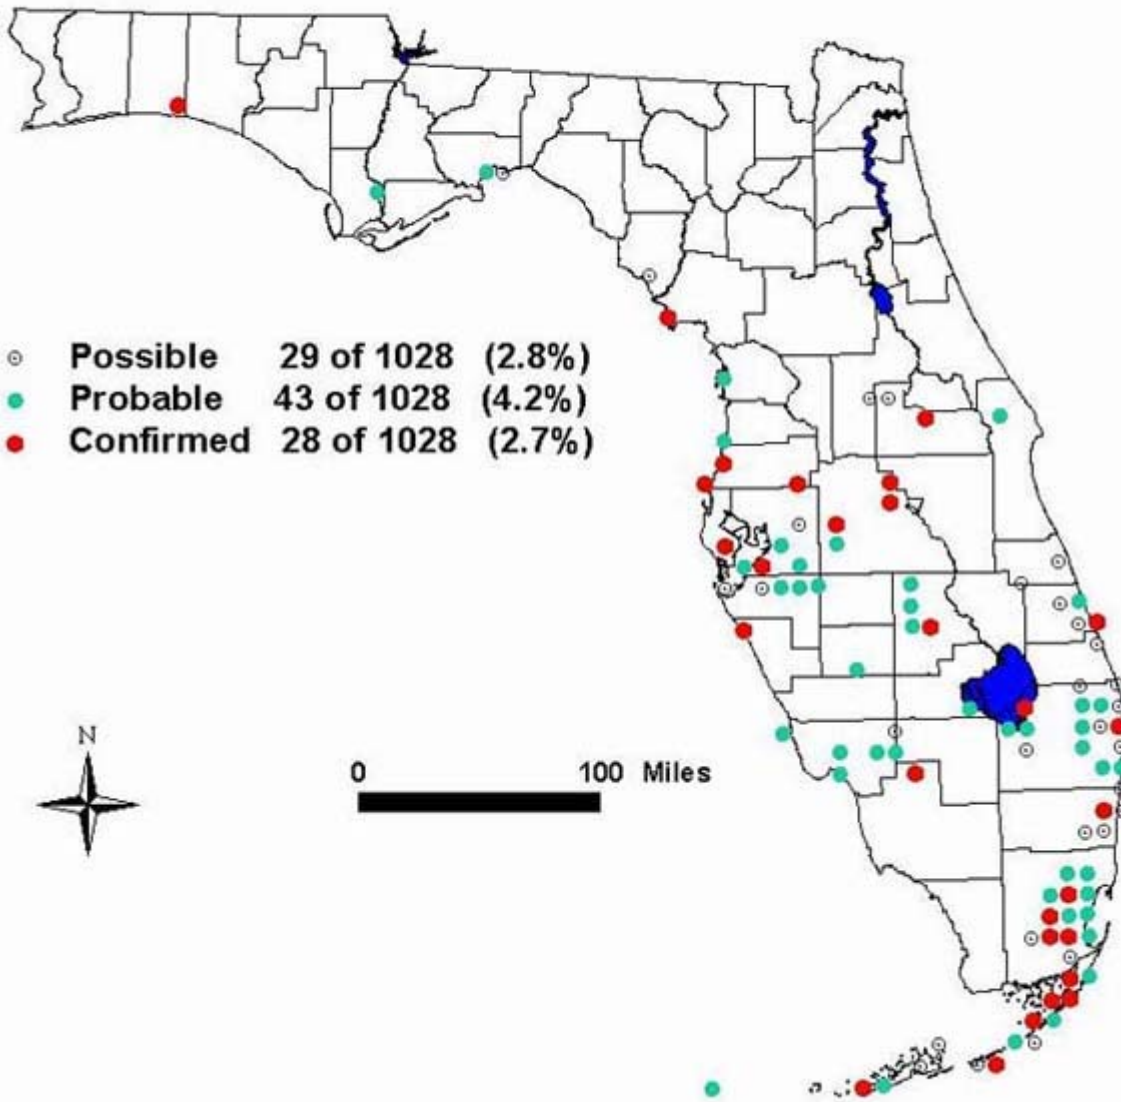 Possible 29 of 1028 (2.8%)
Probable 43 of 1028 (4.2%)
Confirmed 28 of 1028 (2.7%)
N
0 100 Miles